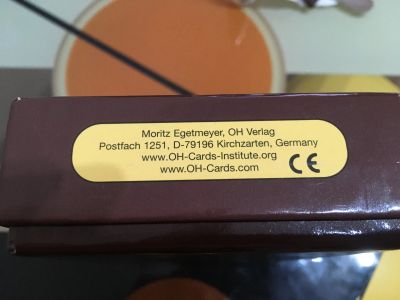 Moritz Egetmeyer, OH Verlag
Postfach 1251, D-79196 Kirchzarten, Germany
www.OH-Cards-Institute.org
www.OH-Cards.com
CE